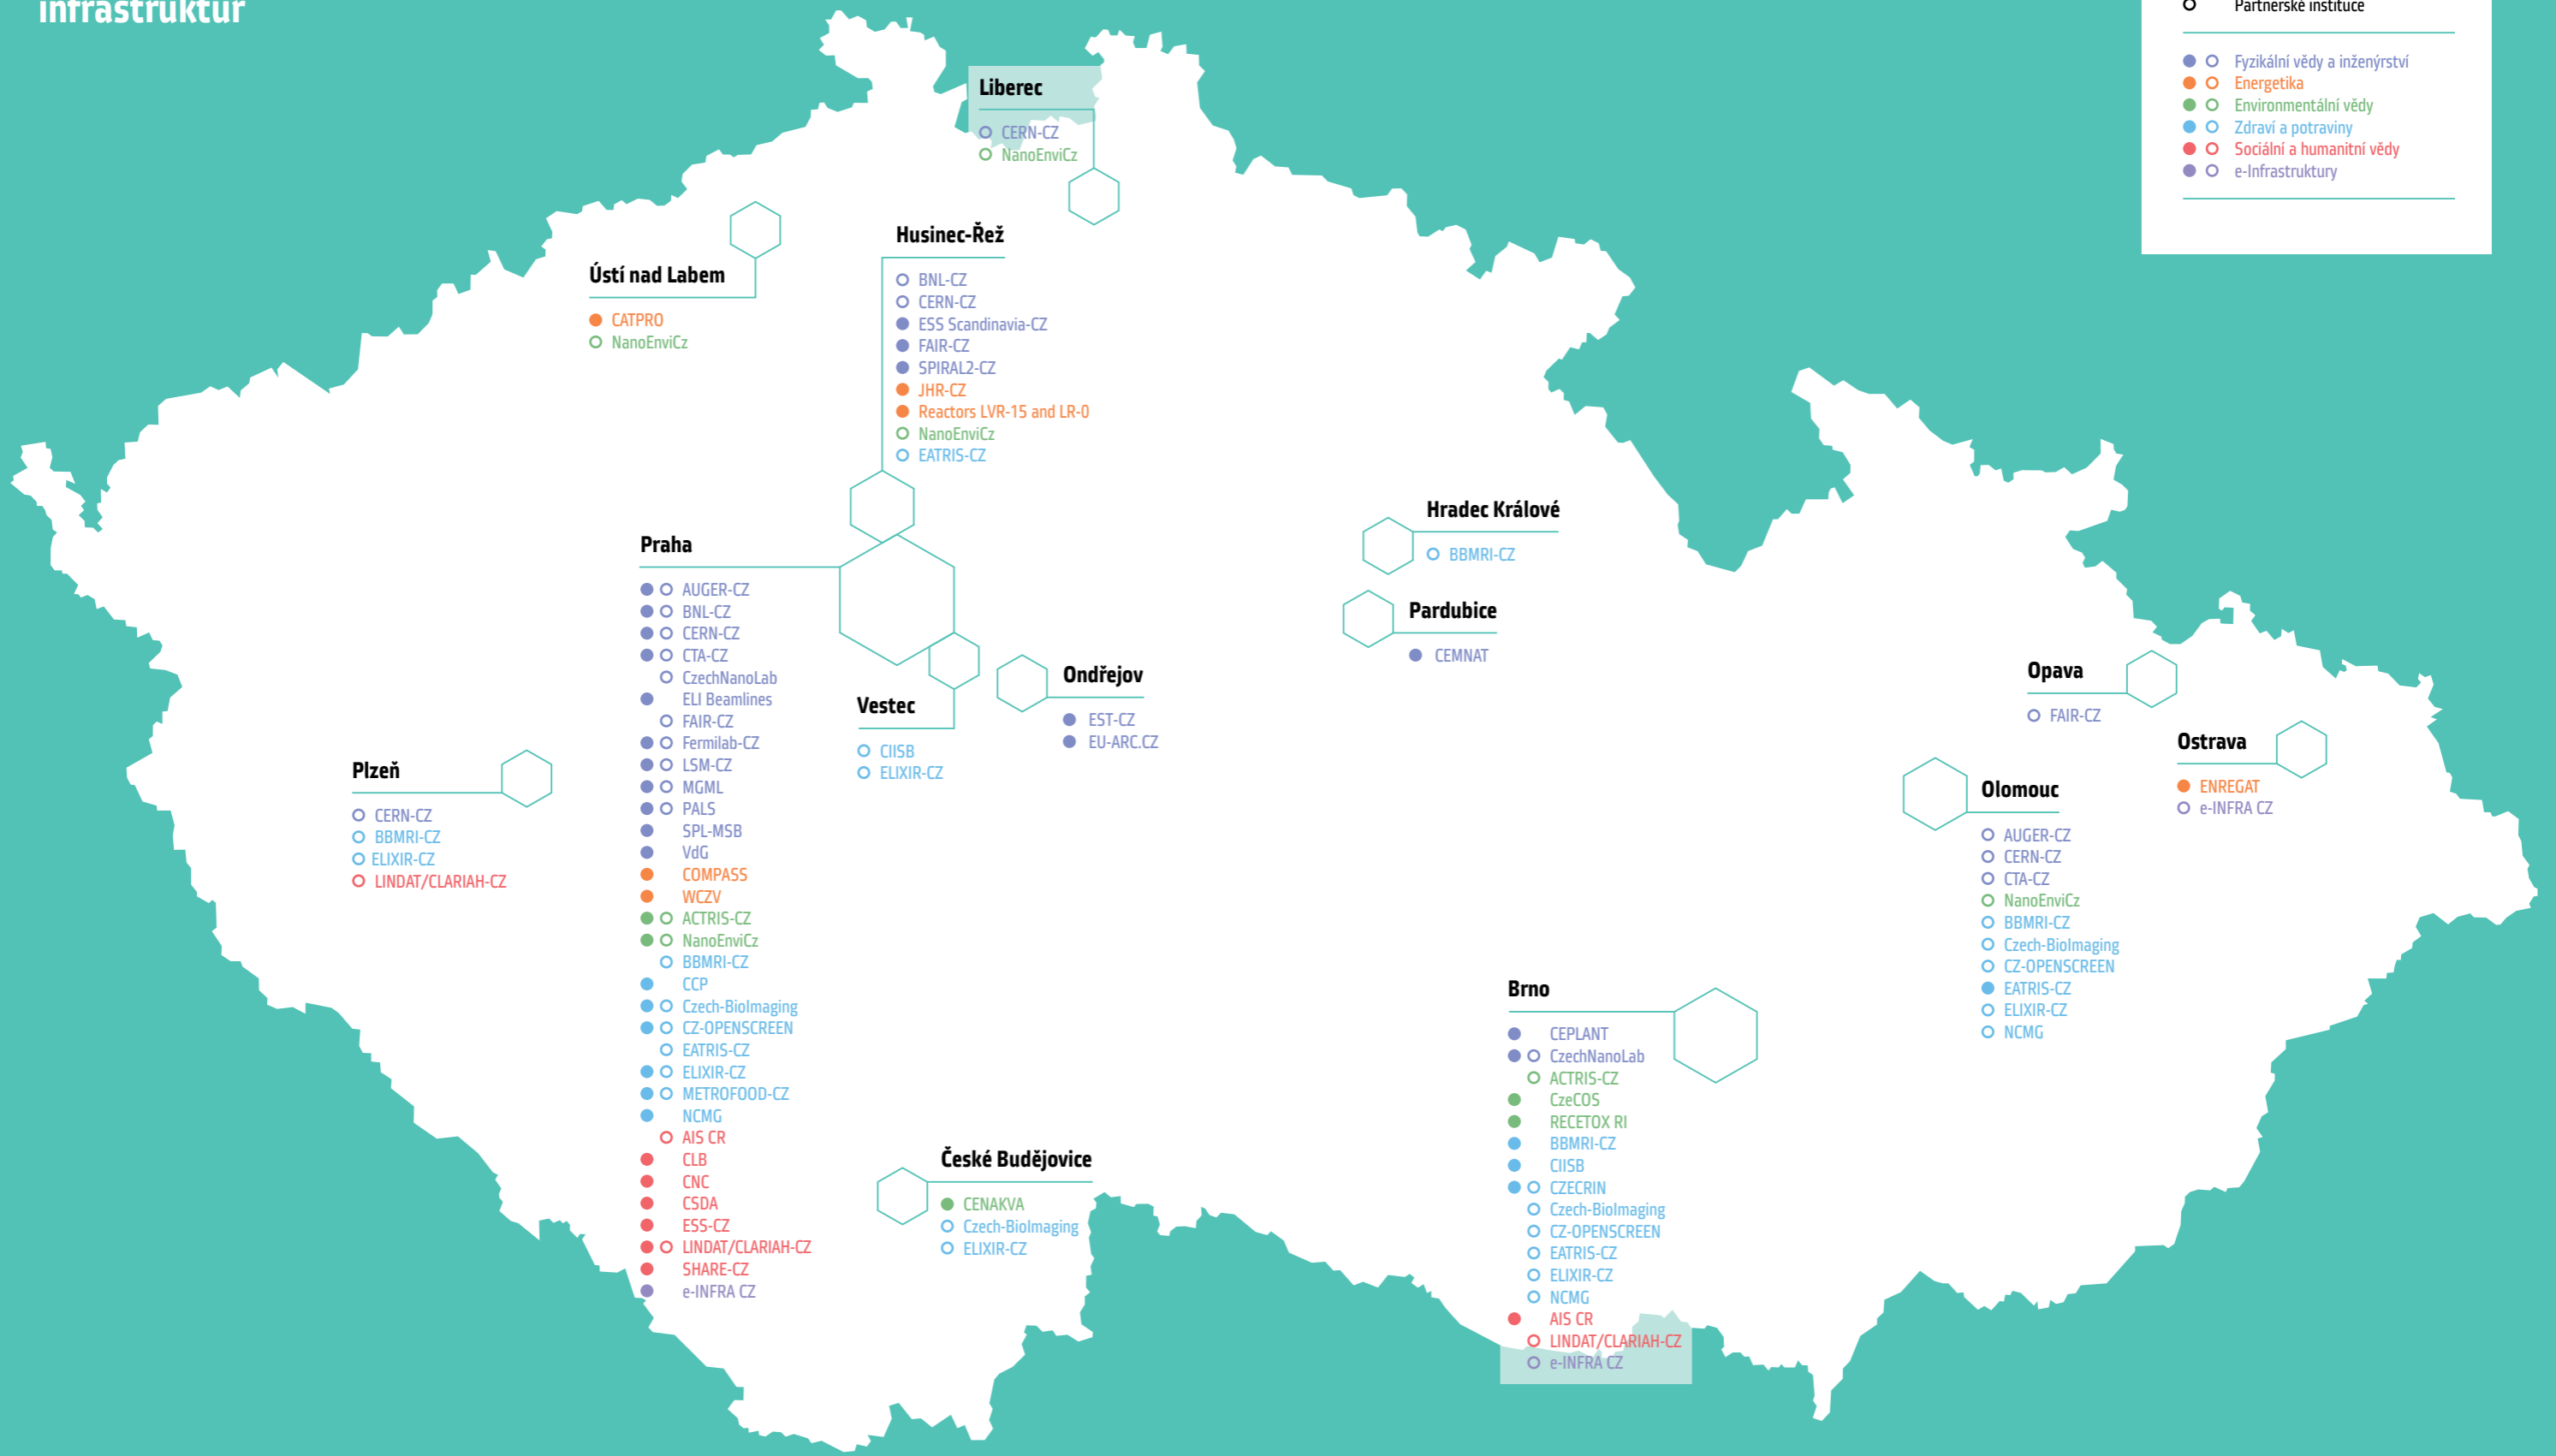 infrastruktur
Partnerské instituce
Fyzikální vědy a inženýrství
Energetika
Environmentální vědy
Zdraví a potraviny
Sociální a humanitní vědy
e-Infrastruktury
Liberec
CERN-CZ
NanoEnviCz
Ústí nad Labem
CATPRO
NanoEnviCz
Husinec-Řež
BNL-CZ
CERN-CZ
ESS Scandinavia-CZ
FAIR-CZ
SPIRAL2-CZ
JHR-CZ
Reactors LVR-15 and LR-0
NanoEnviCz
EATRIS-CZ
Praha
AUGER-CZ
BNL-CZ
CERN-CZ
CTA-CZ
CzechNanoLab
ELI Beamlines
FAIR-CZ
Fermilab-CZ
LSM-CZ
MGML
PALS
SPL-MSB
VdG
COMPASS
WCZV
ACTRIS-CZ
NanoEnviCz
BBMRI-CZ
CCP
Czech-BioImaging
CZ-OPENSCREEN
EATRIS-CZ
ELIXIR-CZ
METROFOOD-CZ
NCMG
AIS CR
CLB
CNC
CSDA
ESS-CZ
LINDAT/CLARIAH-CZ
SHARE-CZ
e-INFRA CZ
Hradec Králové
BBMRI-CZ
Pardubice
CEMNAT
Ondřejov
EST-CZ
EU-ARC.CZ
Vestec
CIISB
ELIXIR-CZ
Plzeň
CERN-CZ
BBMRI-CZ
ELIXIR-CZ
LINDAT/CLARIAH-CZ
Opava
FAIR-CZ
Ostrava
ENREGAT
e-INFRA CZ
Olomouc
AUGER-CZ
CERN-CZ
CTA-CZ
NanoEnviCz
BBMRI-CZ
Czech-BioImaging
CZ-OPENSCREEN
EATRIS-CZ
ELIXIR-CZ
NCMG
Brno
CEPLANT
CzechNanoLab
ACTRIS-CZ
CzeCOS
RECETOX RI
BBMRI-CZ
CIISB
CZECRIN
Czech-BioImaging
CZ-OPENSCREEN
EATRIS-CZ
ELIXIR-CZ
NCMG
AIS CR
LINDAT/CLARIAH-CZ
e-INFRA CZ
České Budějovice
CENAKVA
Czech-BioImaging
ELIXIR-CZ